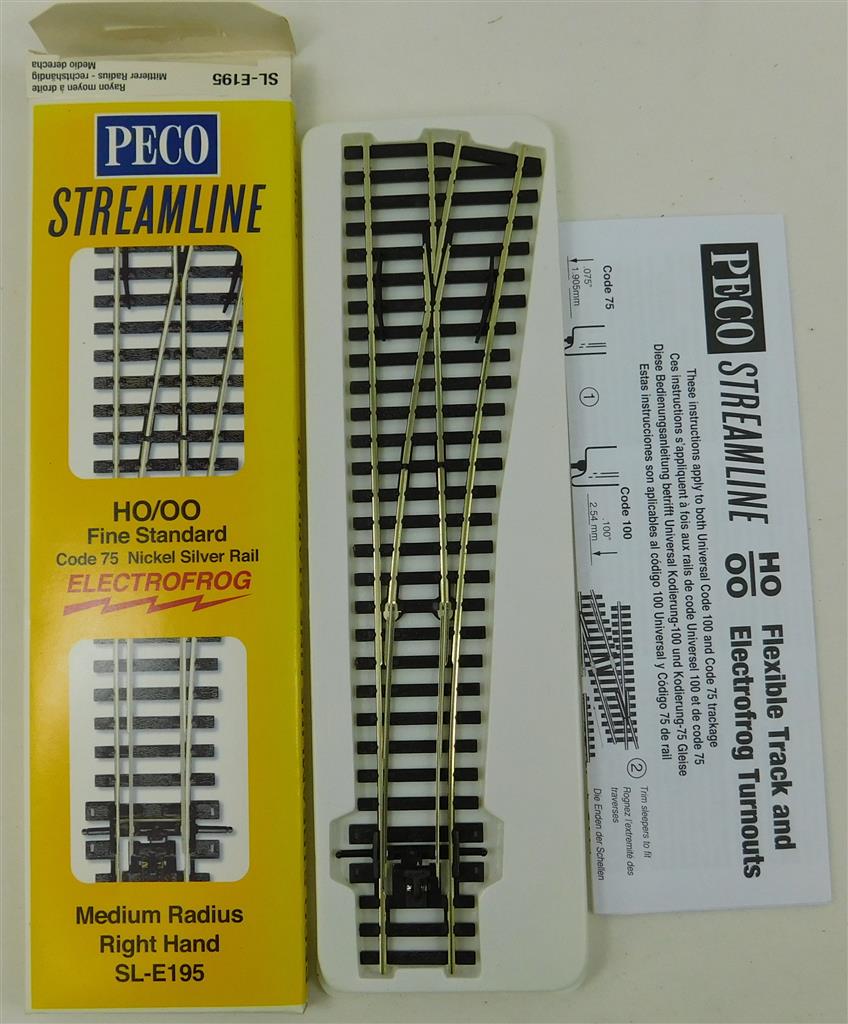 Rayon moyen à droite
Mittlerer Radius - rechtshändig
Medio derecha
SL-E195
PECO
STREAMLINE
HO/OO
Fine Standard
Code 75 Nickel Silver Rail
ELECTROFROG
Medium Radius
Right Hand
SL-E195
PECO STREAMLINE HO/OO Flexible Track and
Electrofrog Turnouts
These instructions apply to both Universal Code 100 and Code 75 trackage
Ces instructions s'appliquent à fois aux rails de code Universel 100 et de code 75
Diese Bedienungsanleitung betrifft Universal Kodierung-100 und Kodierung-75 Gleise
Estas instrucciones son aplicables al código 100 Universal y Código 75 de rail
Code 75
.075"
1.905mm
1
Code 100
.100"
2.54 mm
2
Trim sleepers to fit
Rognez l'extremité des
traverses
Die Enden der Schellen